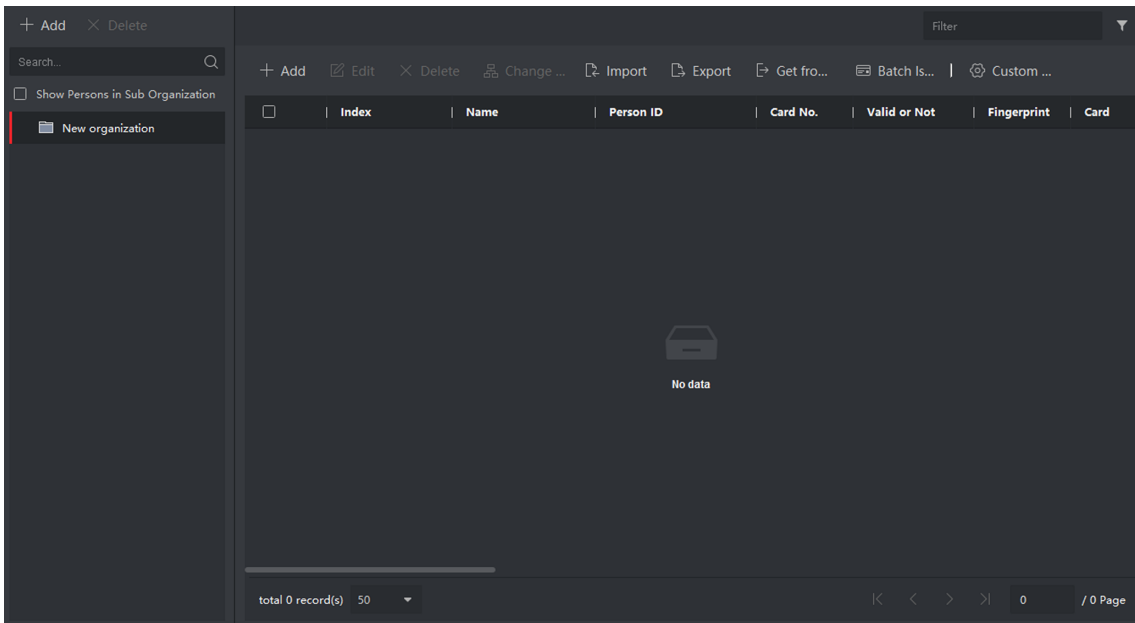 Add Delete
Filter
Search...
Add Edit Delete Change ... Import Export Get fro... Batch Is... Custom ...
Show Persons in Sub Organization
Index Name Person ID Card No. Valid or Not Fingerprint Card
New organization
No data
total 0 record(s) 50 0 / 0 Page